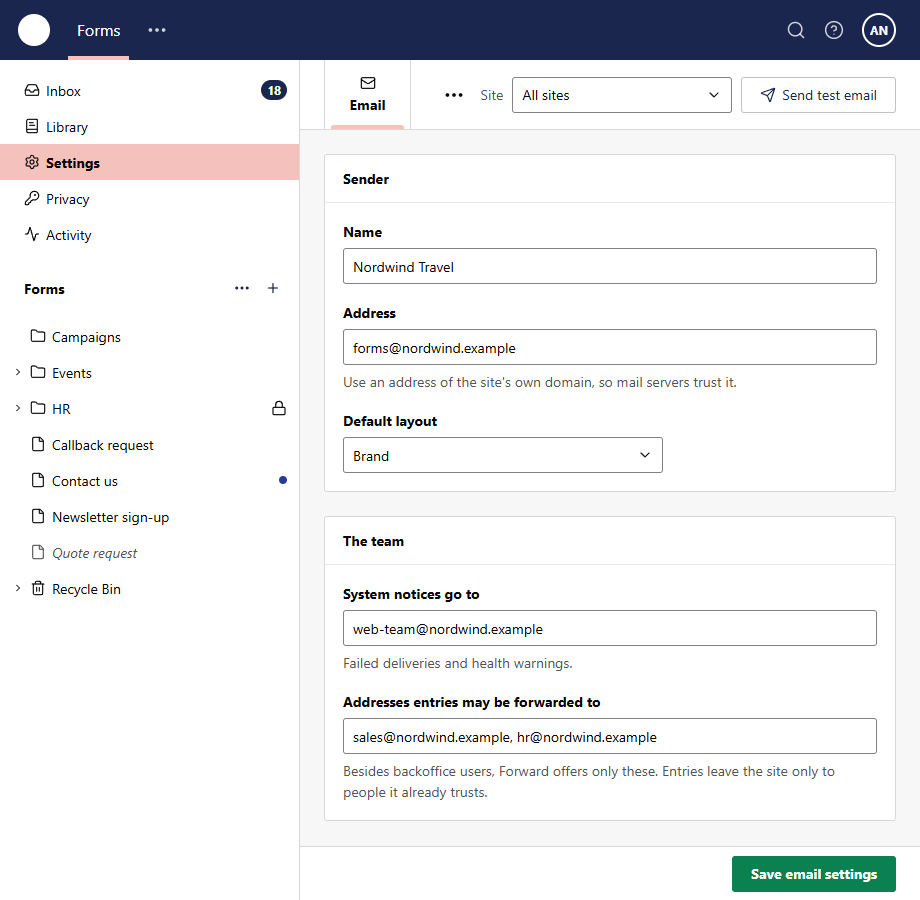 Forms
AN
Inbox
18
Library
Settings
Privacy
Activity
Forms
Campaigns
Events
HR
Callback request
Contact us
Newsletter sign-up
Quote request
Recycle Bin
Email
Site
All sites
Send test email
Sender
Name
Nordwind Travel
Address
forms@nordwind.example
Use an address of the site's own domain, so mail servers trust it.
Default layout
Brand
The team
System notices go to
web-team@nordwind.example
Failed deliveries and health warnings.
Addresses entries may be forwarded to
sales@nordwind.example, hr@nordwind.example
Besides backoffice users, Forward offers only these. Entries leave the site only to
people it already trusts.
Save email settings